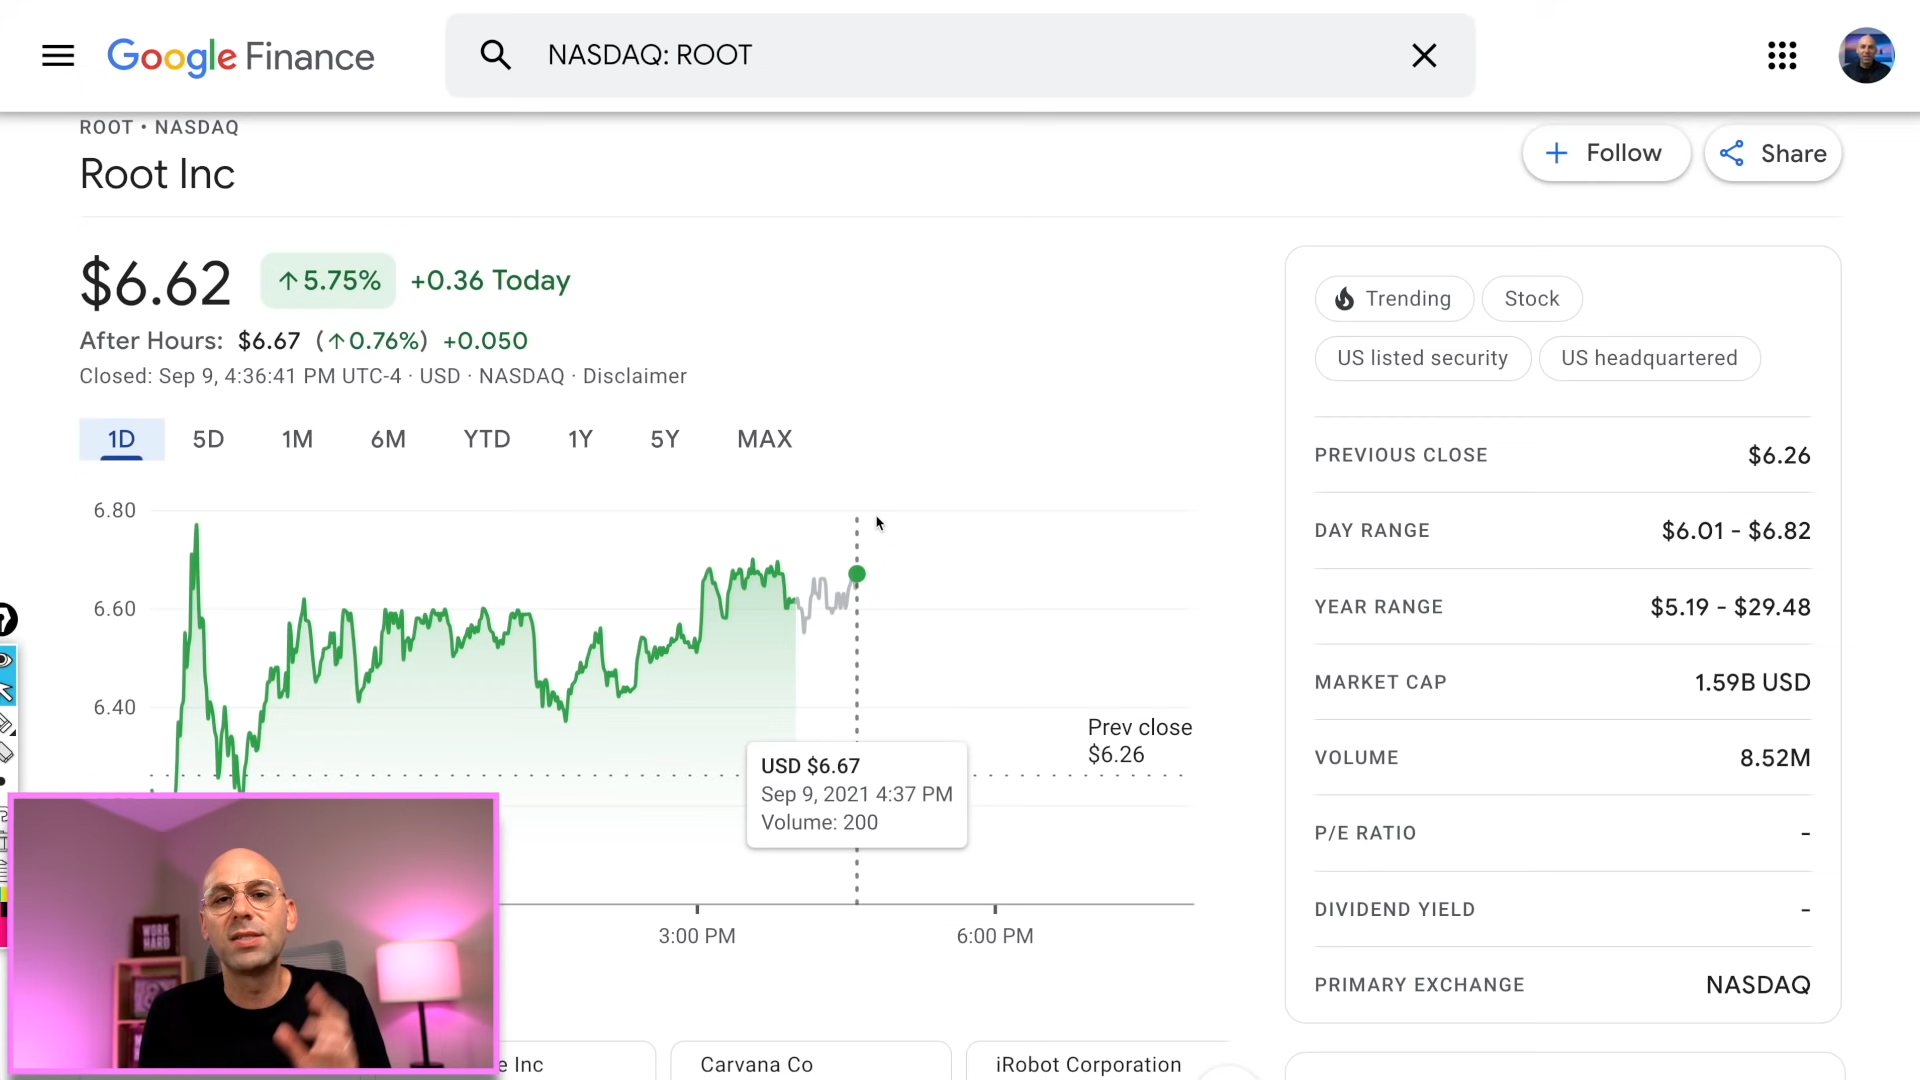 Google Finance
NASDAQ: ROOT
ROOT • NASDAQ
Root Inc
Follow
Share
$6.62
↑5.75%
+0.36 Today
After Hours: $6.67 (↑0.76%) +0.050
Closed: Sep 9, 4:36:41 PM UTC-4 · USD · NASDAQ · Disclaimer
1D
5D
1M
6M
YTD
1Y
5Y
MAX
6.80
6.60
6.40
Prev close
$6.26
USD $6.67
Sep 9, 2021 4:37 PM
Volume: 200
3:00 PM
6:00 PM
Trending
Stock
US listed security
US headquartered
PREVIOUS CLOSE $6.26
DAY RANGE $6.01 - $6.82
YEAR RANGE $5.19 - $29.48
MARKET CAP 1.59B USD
VOLUME 8.52M
P/E RATIO -
DIVIDEND YIELD -
PRIMARY EXCHANGE NASDAQ
WORK
HARD
e Inc
Carvana Co
iRobot Corporation